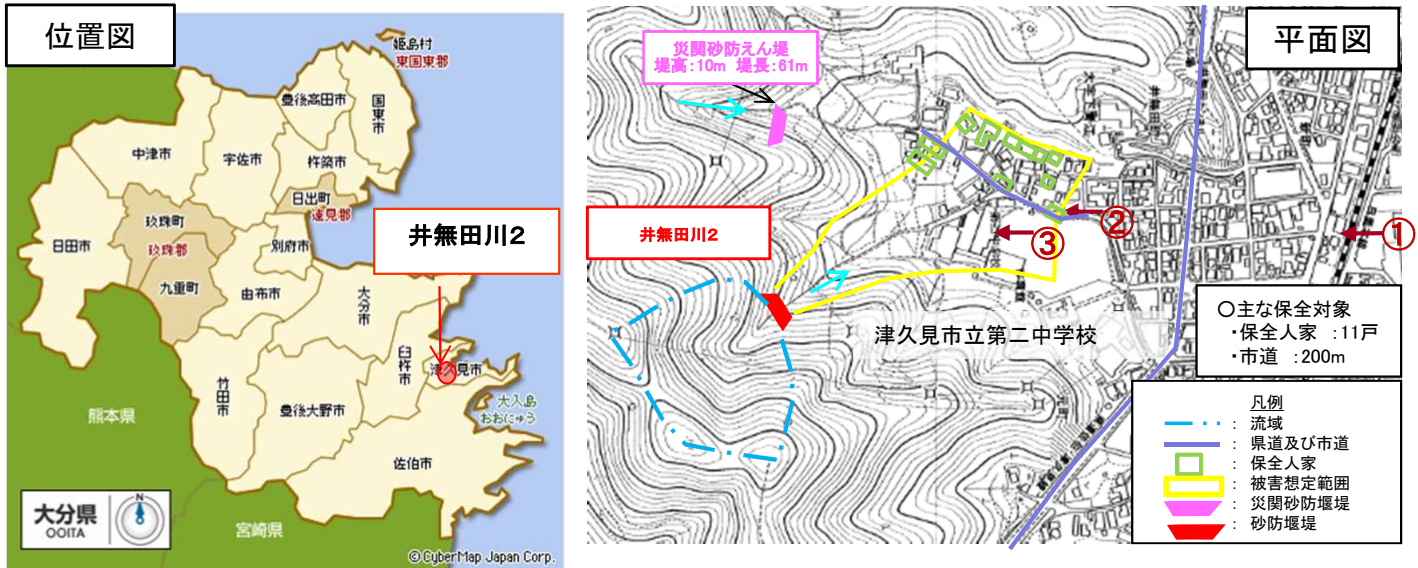 位置図
姫島村
東国東郡
豊後高田市
国東市
中津市
宇佐市
杵築市
日出町
速見郡
玖珠町
玖珠郡
日田市
別府市
九重町
由布市
大分市
井無田川2
臼杵市
津久見市
竹田市
豊後大野市
大入島
おおにゅう
佐伯市
熊本県
宮崎県
大分県
OOITA
N
© CyberMap Japan Corp.
平面図
災関砂防えん堤
堤高:10m 堤長:61m
井無田川2
①
②
③
津久見市立第二中学校
○主な保全対象
・保全人家 :11戸
・市道 :200m
凡例
: 流域
: 県道及び市道
: 保全人家
: 被害想定範囲
: 災関砂防堰堤
: 砂防堰堤